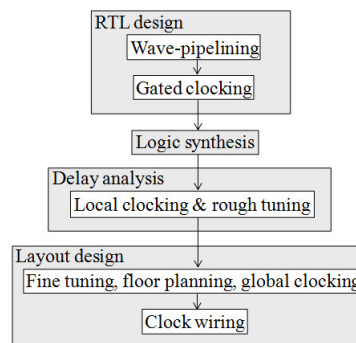 RTL design
Wave-pipelining
Gated clocking
Logic synthesis
Delay analysis
Local clocking & rough tuning
Layout design
Fine tuning, floor planning, global clocking
Clock wiring